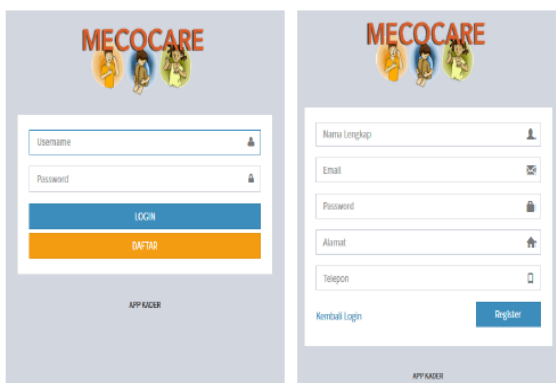 MECOCARE
Username
Password
LOGIN
DAFTAR
APP KADER
MECOCARE
Nama Lengkap
Email
Password
Alamat
Telepon
Kembali Login
Register
APP KADER